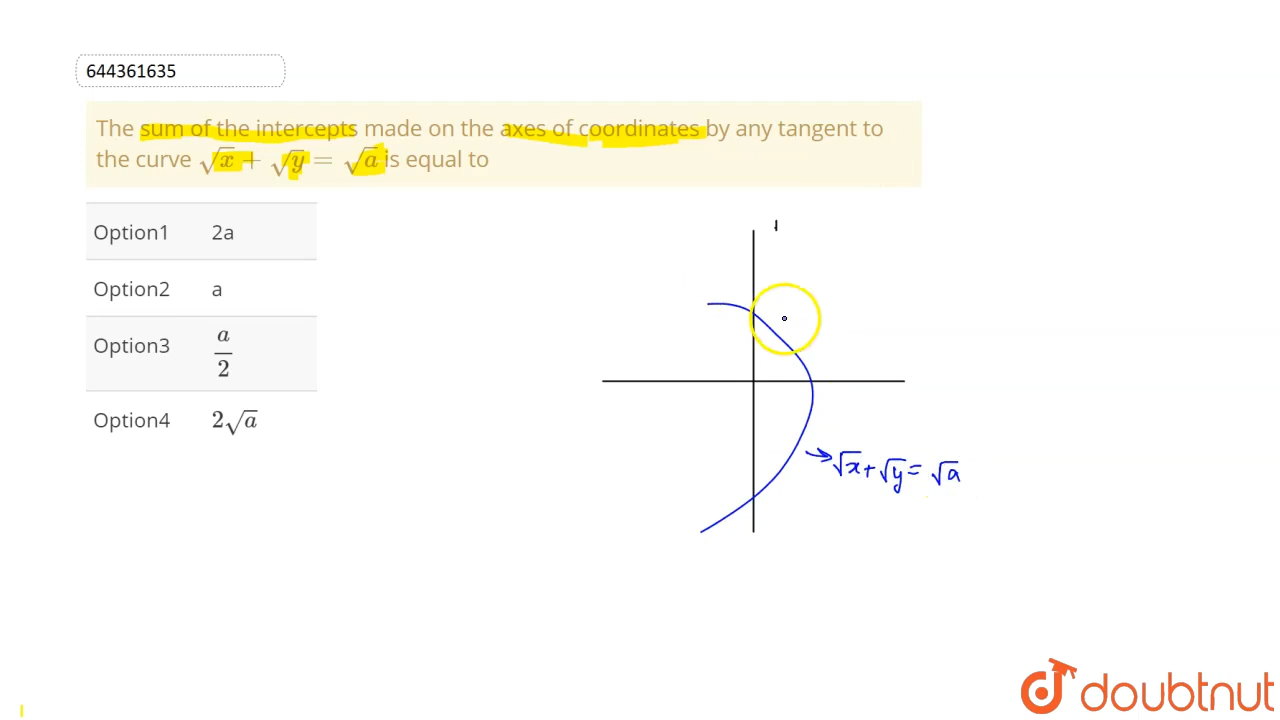 644361635
The sum of the intercepts made on the axes of coordinates by any tangent to
the curve √x + √y = √a is equal to
Option1 2a
Option2 a
Option3 a/2
Option4 2√a
√x + √y = √a
doubtnut